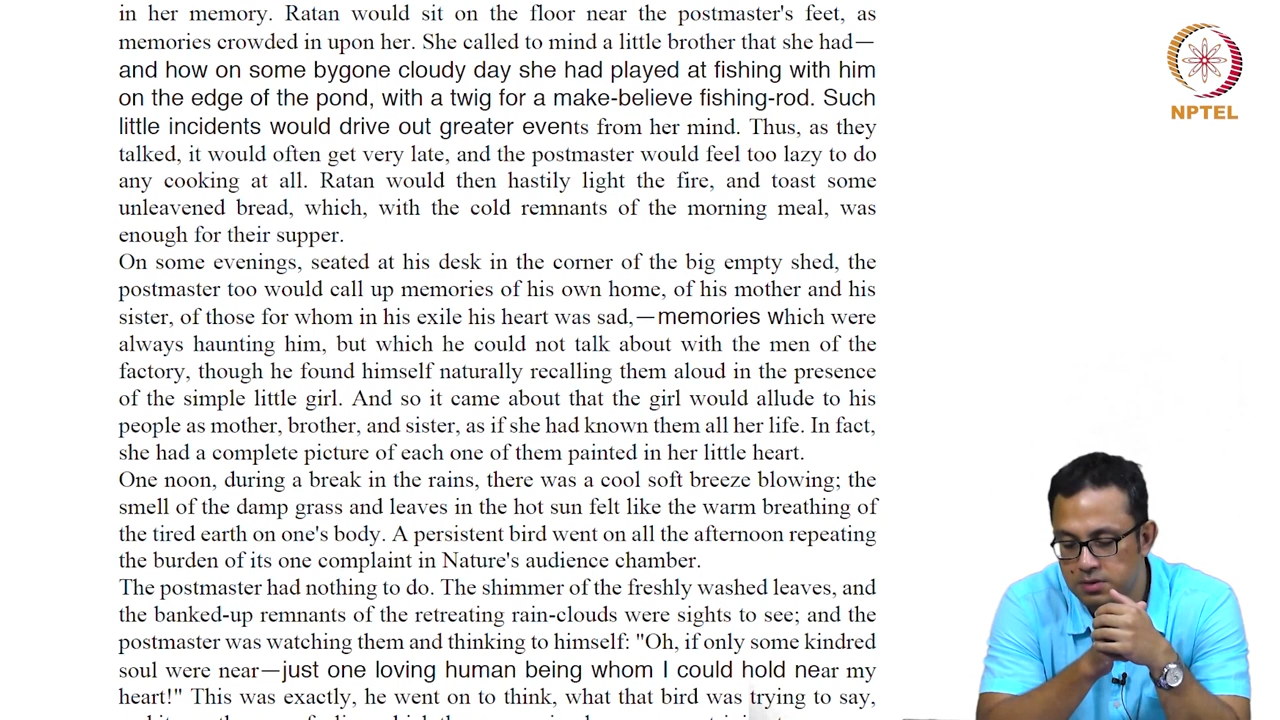 in her memory. Ratan would sit on the floor near the postmaster's feet, as
memories crowded in upon her. She called to mind a little brother that she had—
and how on some bygone cloudy day she had played at fishing with him
on the edge of the pond, with a twig for a make-believe fishing-rod. Such
little incidents would drive out greater events from her mind. Thus, as they
talked, it would often get very late, and the postmaster would feel too lazy to do
any cooking at all. Ratan would then hastily light the fire, and toast some
unleavened bread, which, with the cold remnants of the morning meal, was
enough for their supper.
On some evenings, seated at his desk in the corner of the big empty shed, the
postmaster too would call up memories of his own home, of his mother and his
sister, of those for whom in his exile his heart was sad,—memories which were
always haunting him, but which he could not talk about with the men of the
factory, though he found himself naturally recalling them aloud in the presence
of the simple little girl. And so it came about that the girl would allude to his
people as mother, brother, and sister, as if she had known them all her life. In fact,
she had a complete picture of each one of them painted in her little heart.
One noon, during a break in the rains, there was a cool soft breeze blowing; the
smell of the damp grass and leaves in the hot sun felt like the warm breathing of
the tired earth on one's body. A persistent bird went on all the afternoon repeating
the burden of its one complaint in Nature's audience chamber.
The postmaster had nothing to do. The shimmer of the freshly washed leaves, and
the banked-up remnants of the retreating rain-clouds were sights to see; and the
postmaster was watching them and thinking to himself: "Oh, if only some kindred
soul were near—just one loving human being whom I could hold near my
heart!" This was exactly, he went on to think, what that bird was trying to say,
NPTEL